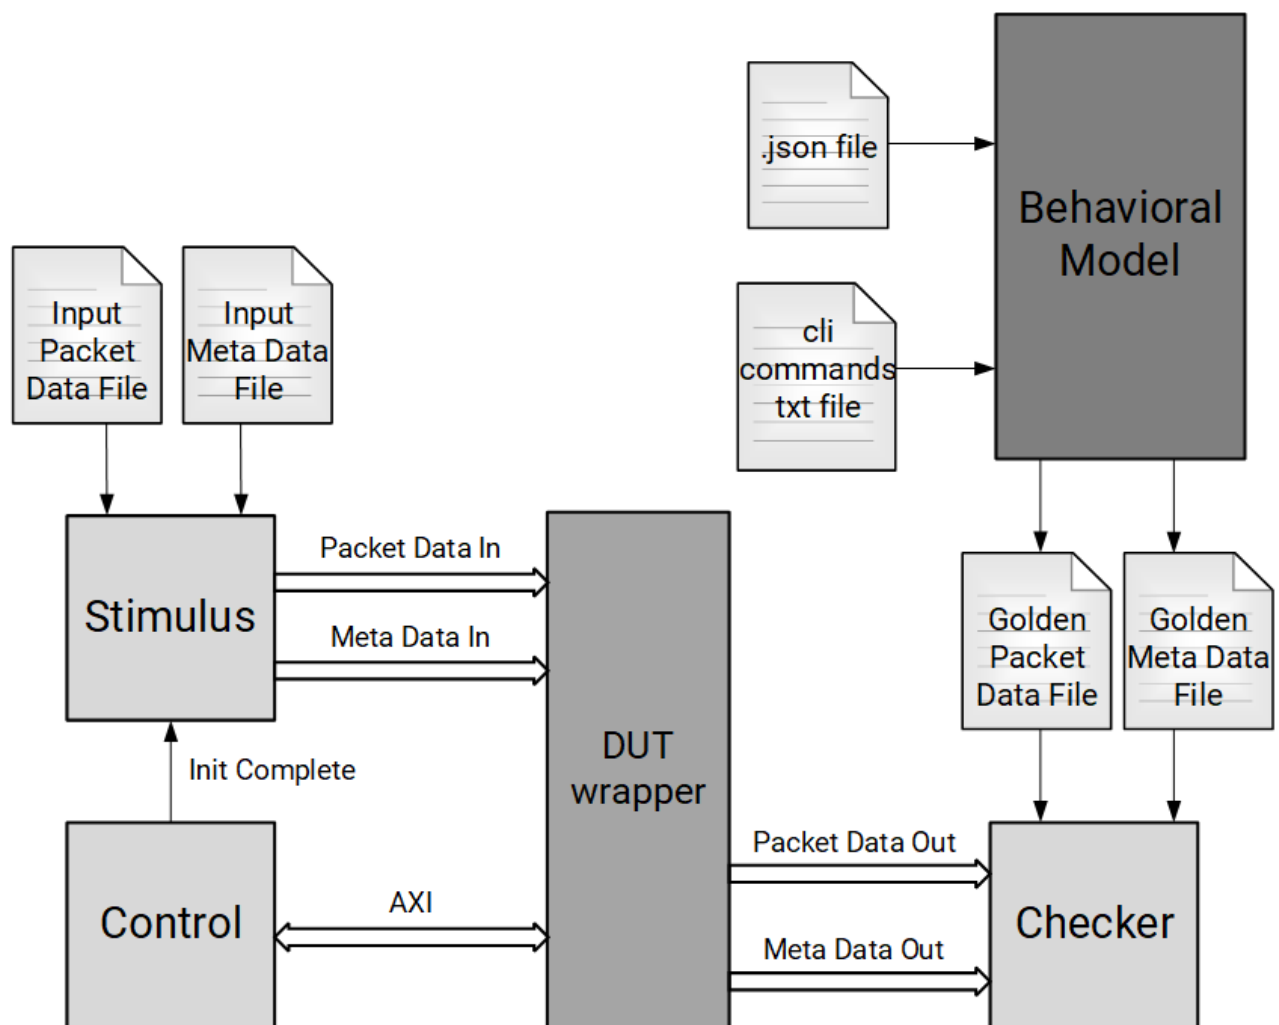 .json file
Behavioral
Model
Input
Packet
Data File
Input
Meta Data
File
cli
commands
txt file
Packet Data In
Stimulus
Meta Data In
Golden
Packet
Data File
Golden
Meta Data
File
DUT
wrapper
Init Complete
Packet Data Out
Control
AXI
Checker
Meta Data Out